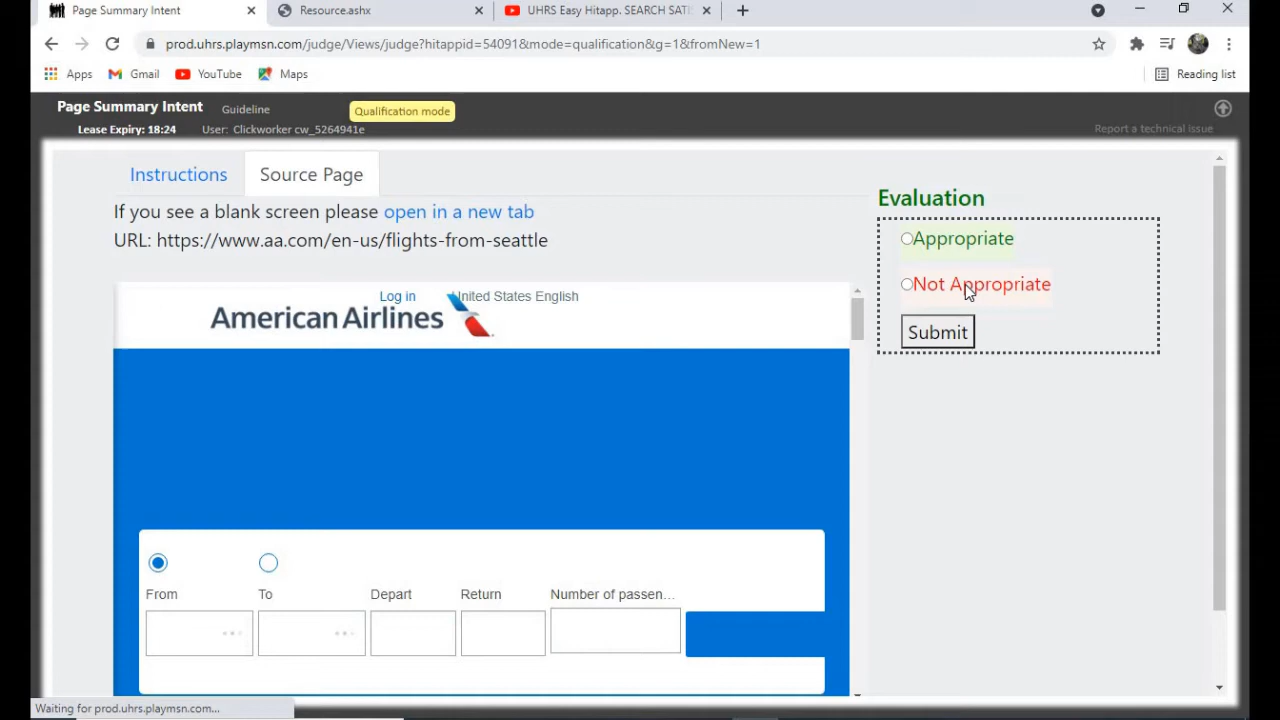 Page Summary Intent
Resource.ashx
UHRS Easy Hitapp. SEARCH SATI
prod.uhrs.playmsn.com/judge/Views/judge?hitappid=54091&mode=qualification&g=1&fromNew=1
Apps
Gmail
YouTube
Maps
Reading list
Page Summary Intent
Guideline
Qualification mode
Lease Expiry: 18:24
User: Clickworker cw_5264941e
Report a technical issue
Instructions
Source Page
If you see a blank screen please open in a new tab
URL: https://www.aa.com/en-us/flights-from-seattle
Evaluation
Appropriate
Not Appropriate
Submit
Log in
United States English
American Airlines
From
To
Depart
Return
Number of passen...
Waiting for prod.uhrs.playmsn.com...